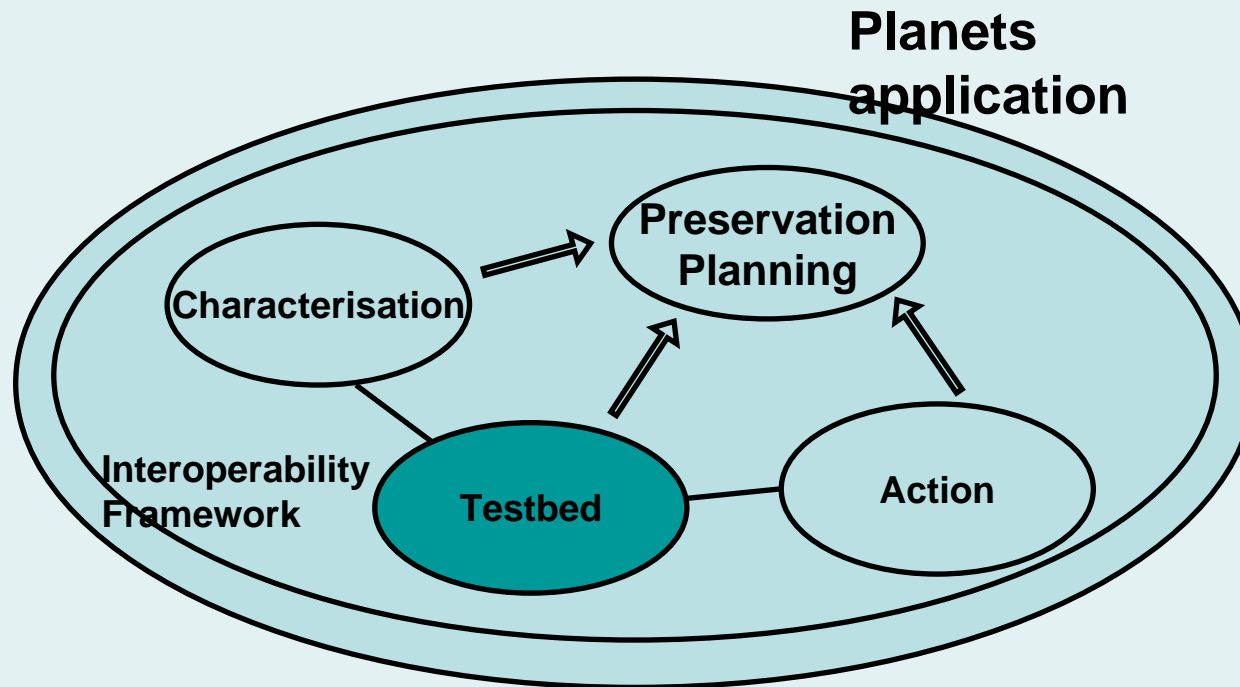 Planets
application
Preservation
Planning
Characterisation
Interoperability
Framework
Testbed
Action